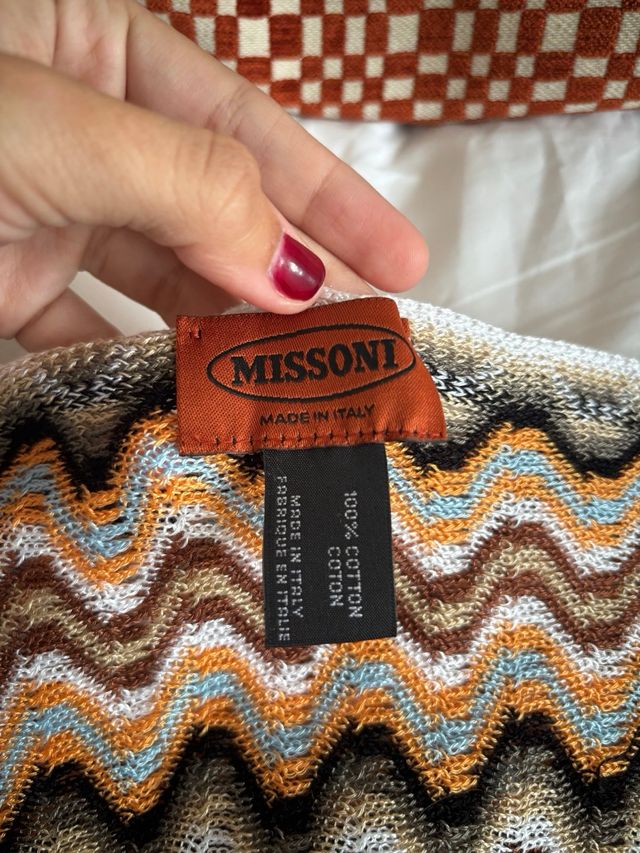 MISSONI
MADE IN ITALY
100% COTTON
COTON
MADE IN ITALY
FABRIQUE EN ITALIE